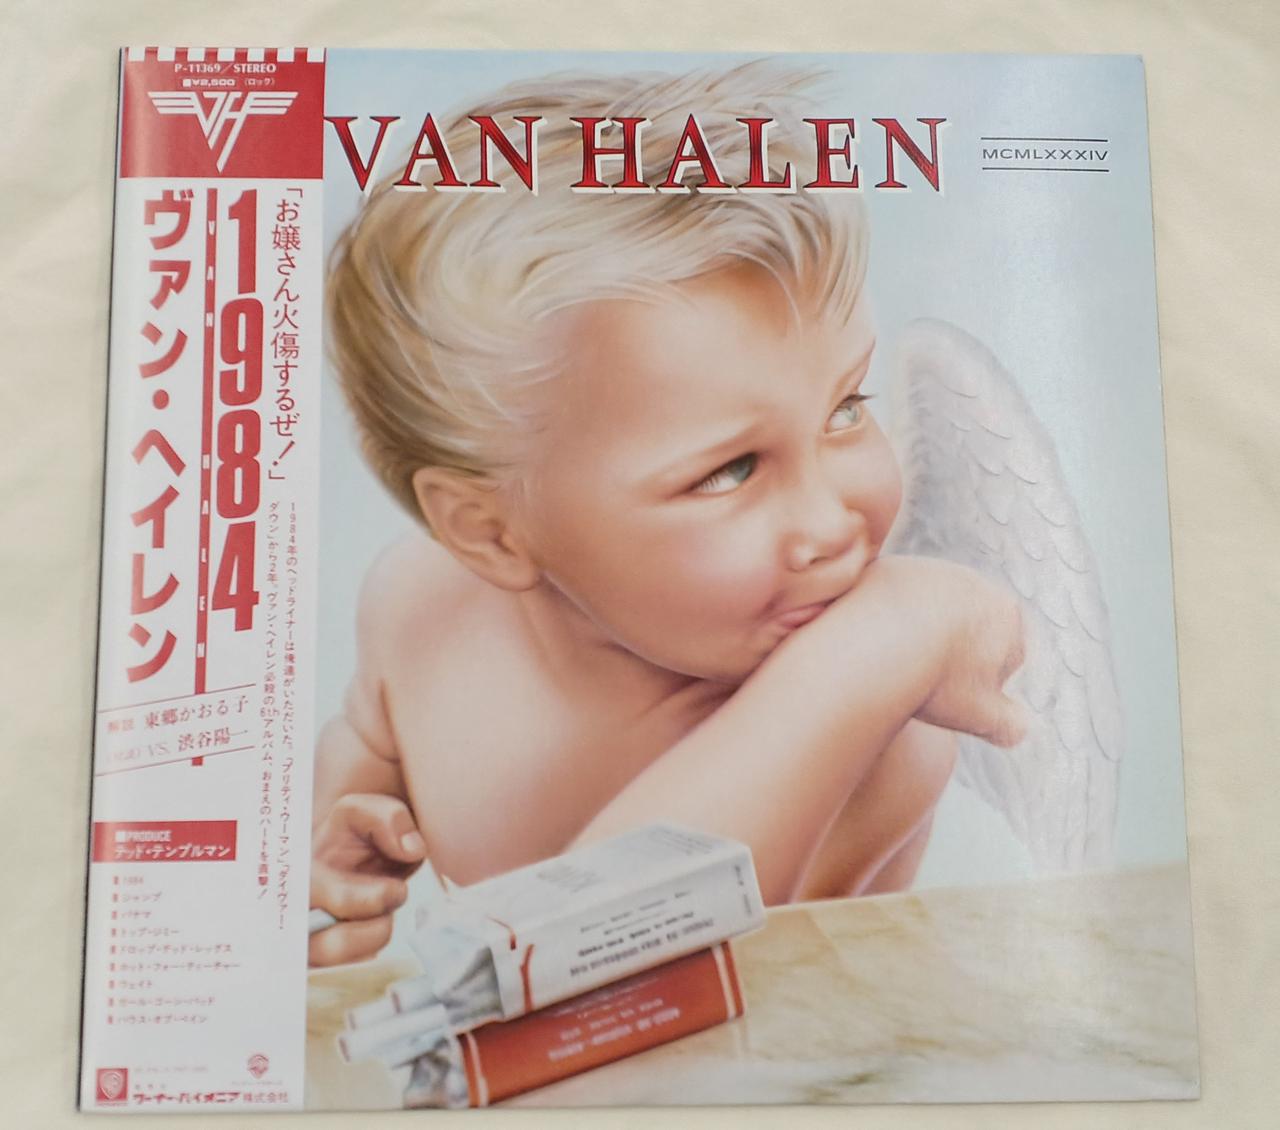 P-11369/STEREO
¥2,500 (ロック)
VH
VAN HALEN
MCMLXXXIV
ヴァン・ヘイレン
VAN HALEN
1984
「お嬢さん火傷するぜ!」
1984年のヘッドライナーは俺達がいただいた。「プリティ・ウーマン」「ダイヴァー・
ダウン」から2年。ヴァン・ヘイレン必殺の6thアルバム、おまえのハートを直撃!
解説 東郷かおる子
(対談) VS. 渋谷陽一
■PRODUCE
テッド・テンプルマン
1984
ジャンプ
パナマ
トップ・ジミー
ドロップ・デッド・レッグス
ホット・フォー・ティーチャー
ウェイト
ガール・ゴーン・バッド
ハウス・オブ・ペイン
ワーナー・パイオニア株式会社